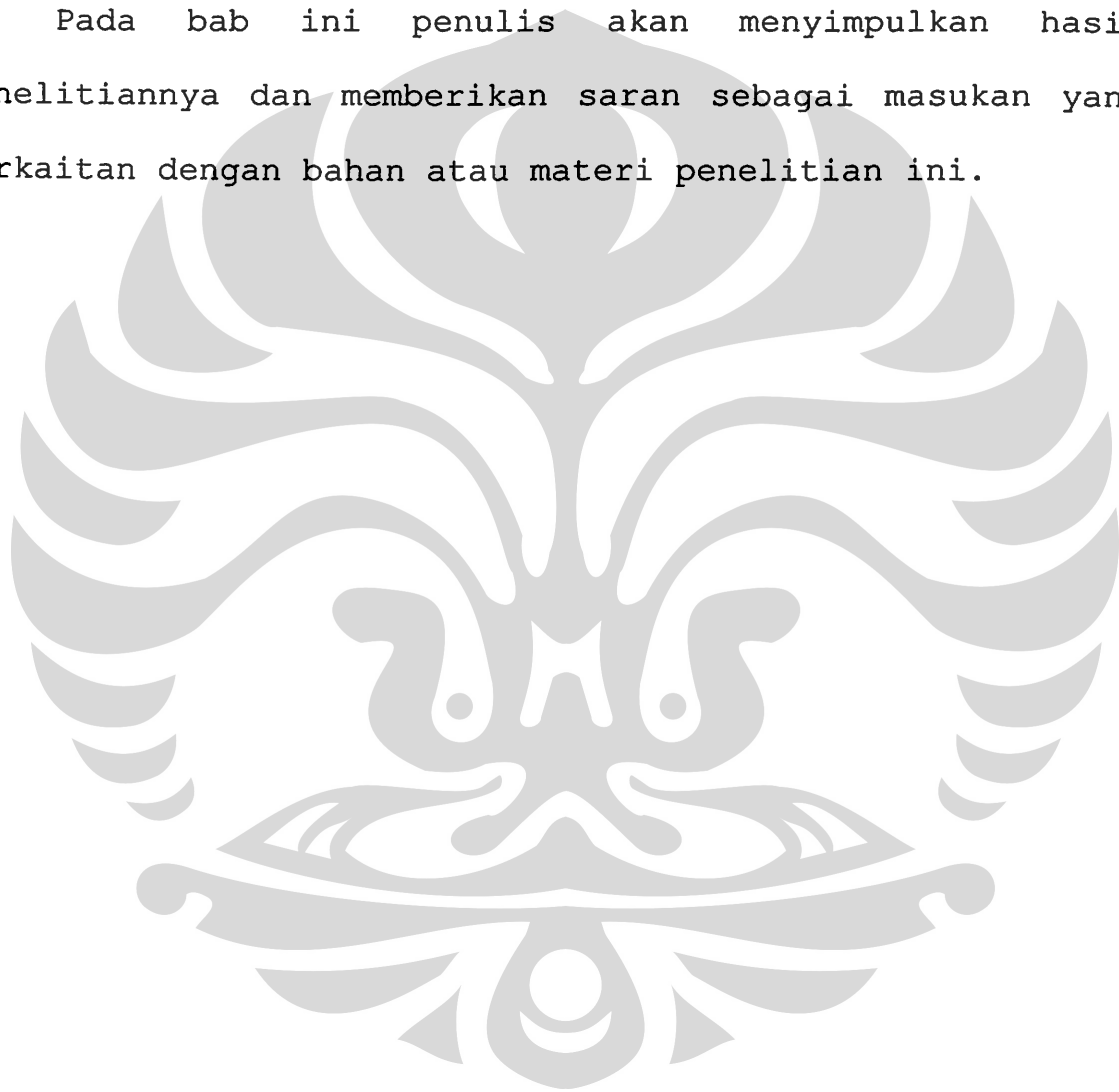 Pada bab ini penulis akan menyimpulkan hasi
nelitiannya dan memberikan saran sebagai masukan yan
rkaitan dengan bahan atau materi penelitian ini.